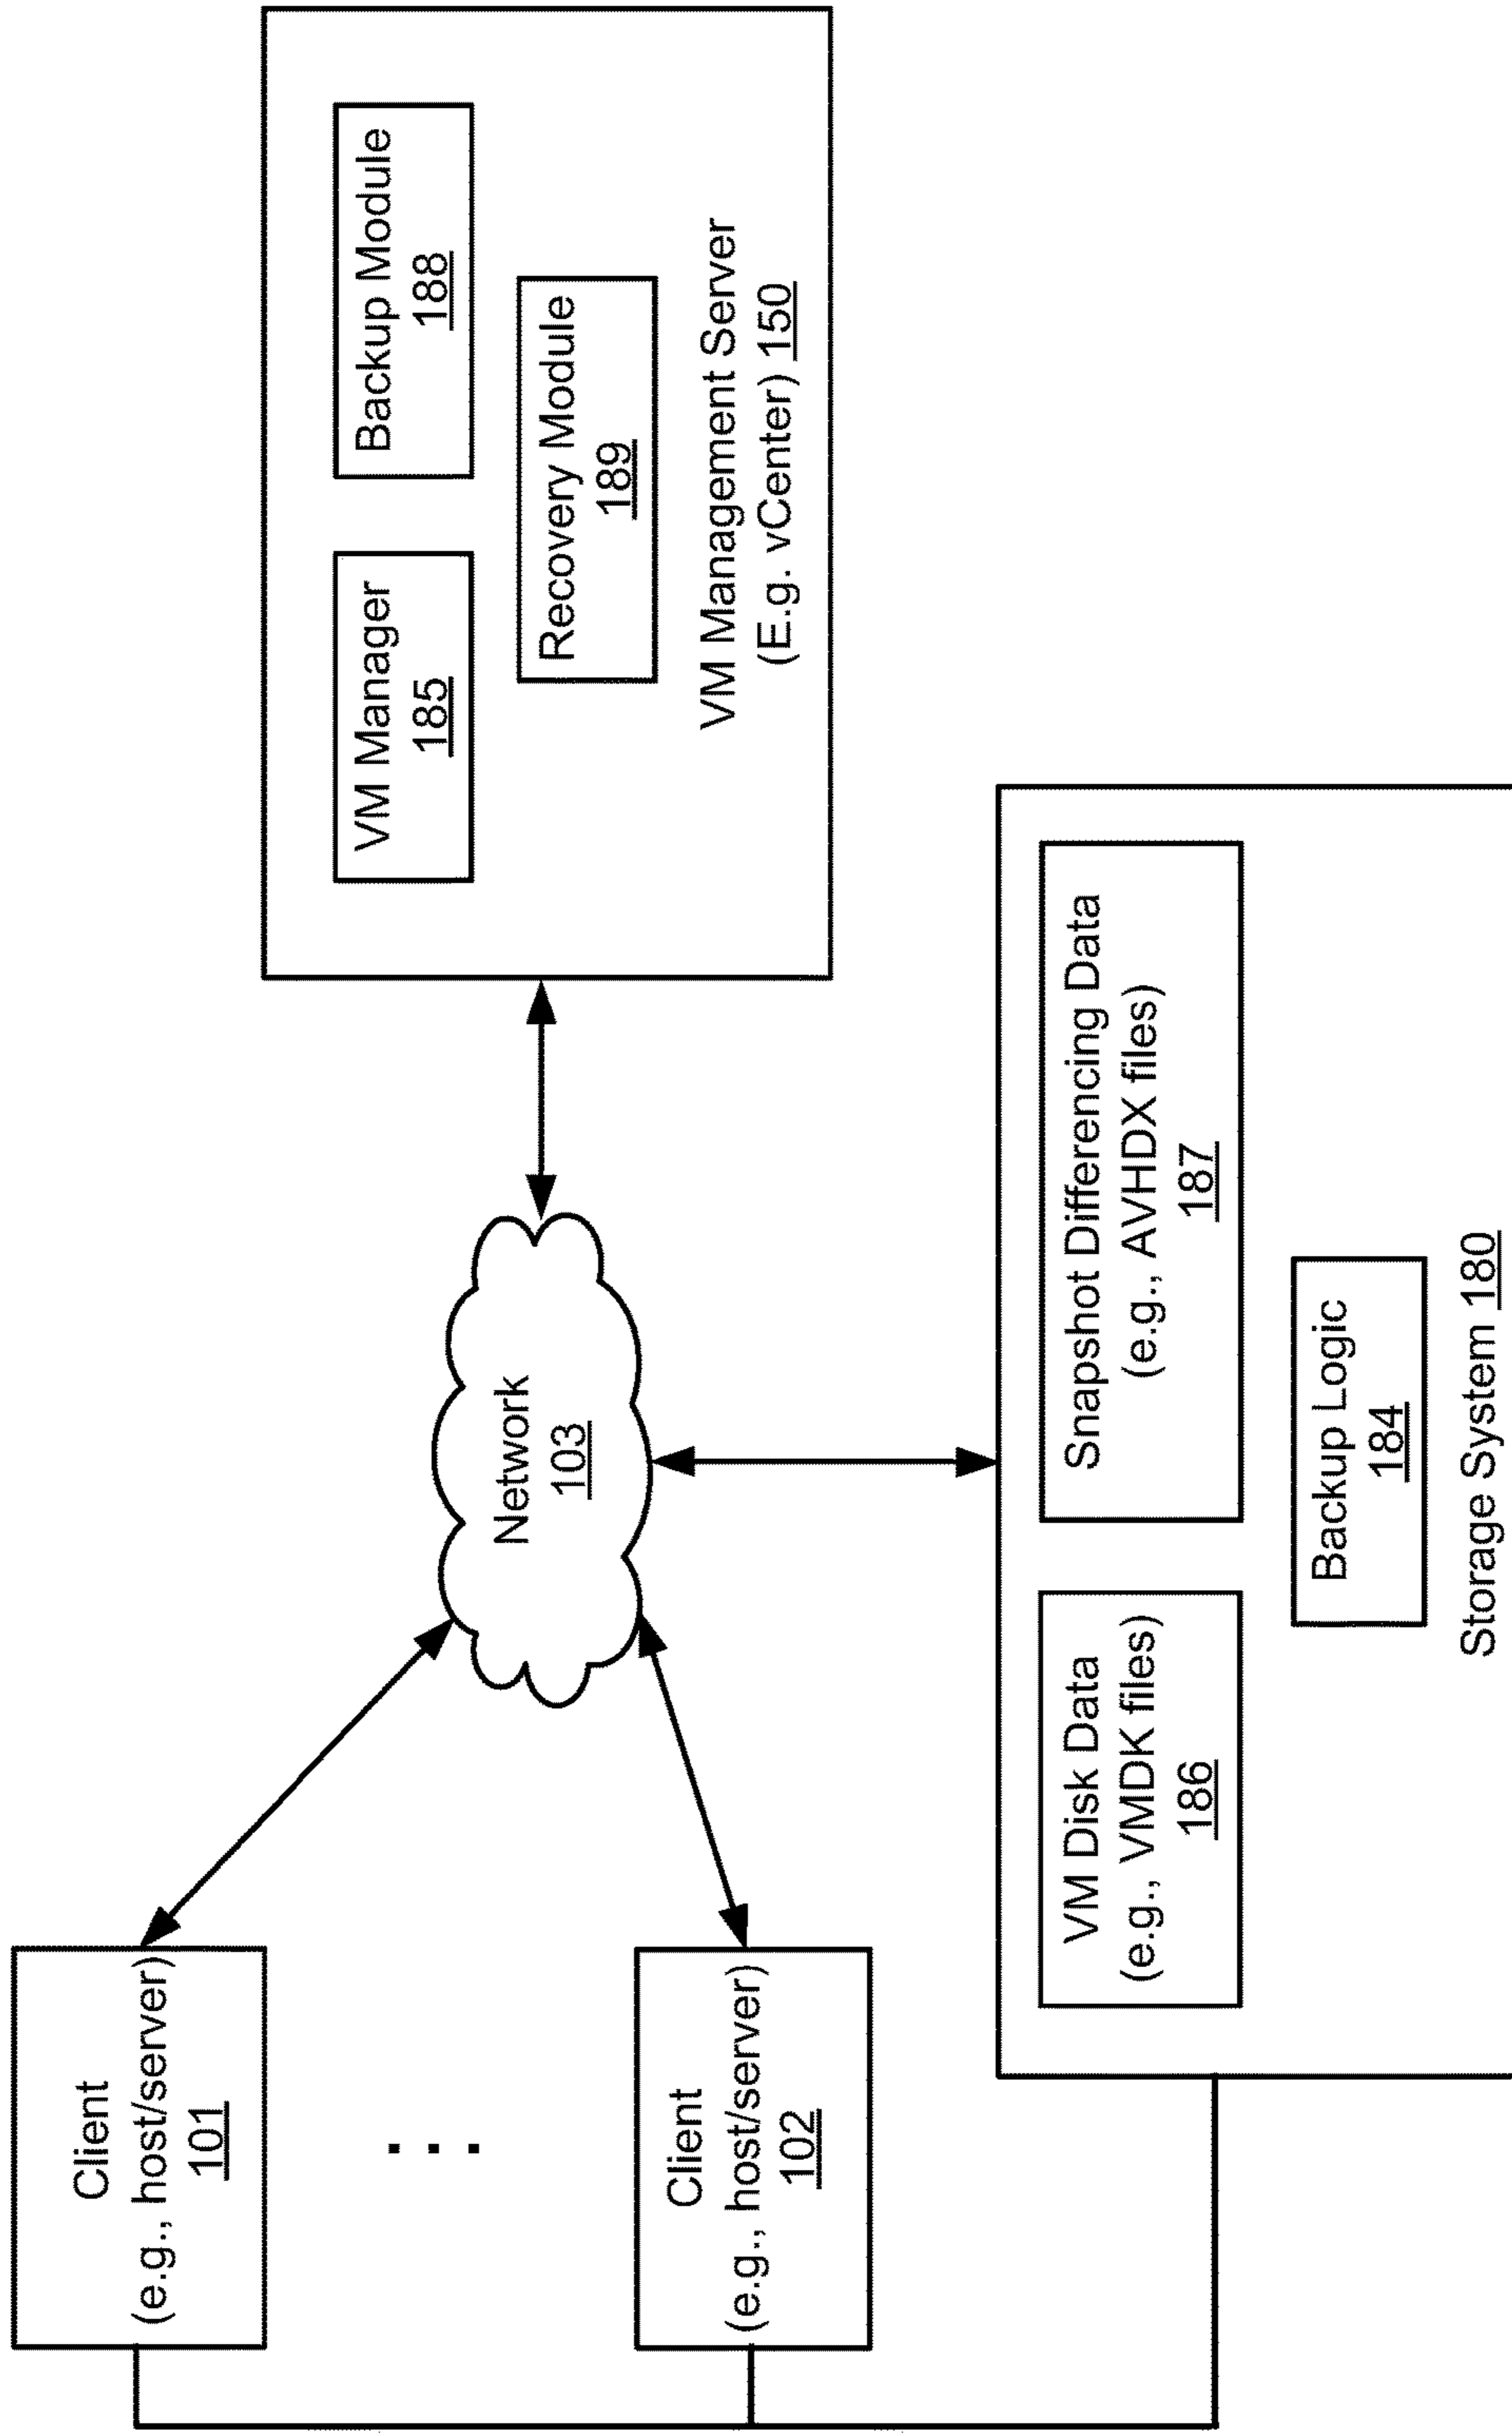 Client
(e.g., host/server)
101
. . .
Client
(e.g., host/server)
102
Network
103
VM Manager
185
Backup Module
188
Recovery Module
189
VM Management Server
(E.g. vCenter) 150
VM Disk Data
(e.g., VMDK files)
186
Snapshot Differencing Data
(e.g., AVHDX files)
187
Backup Logic
184
Storage System 180